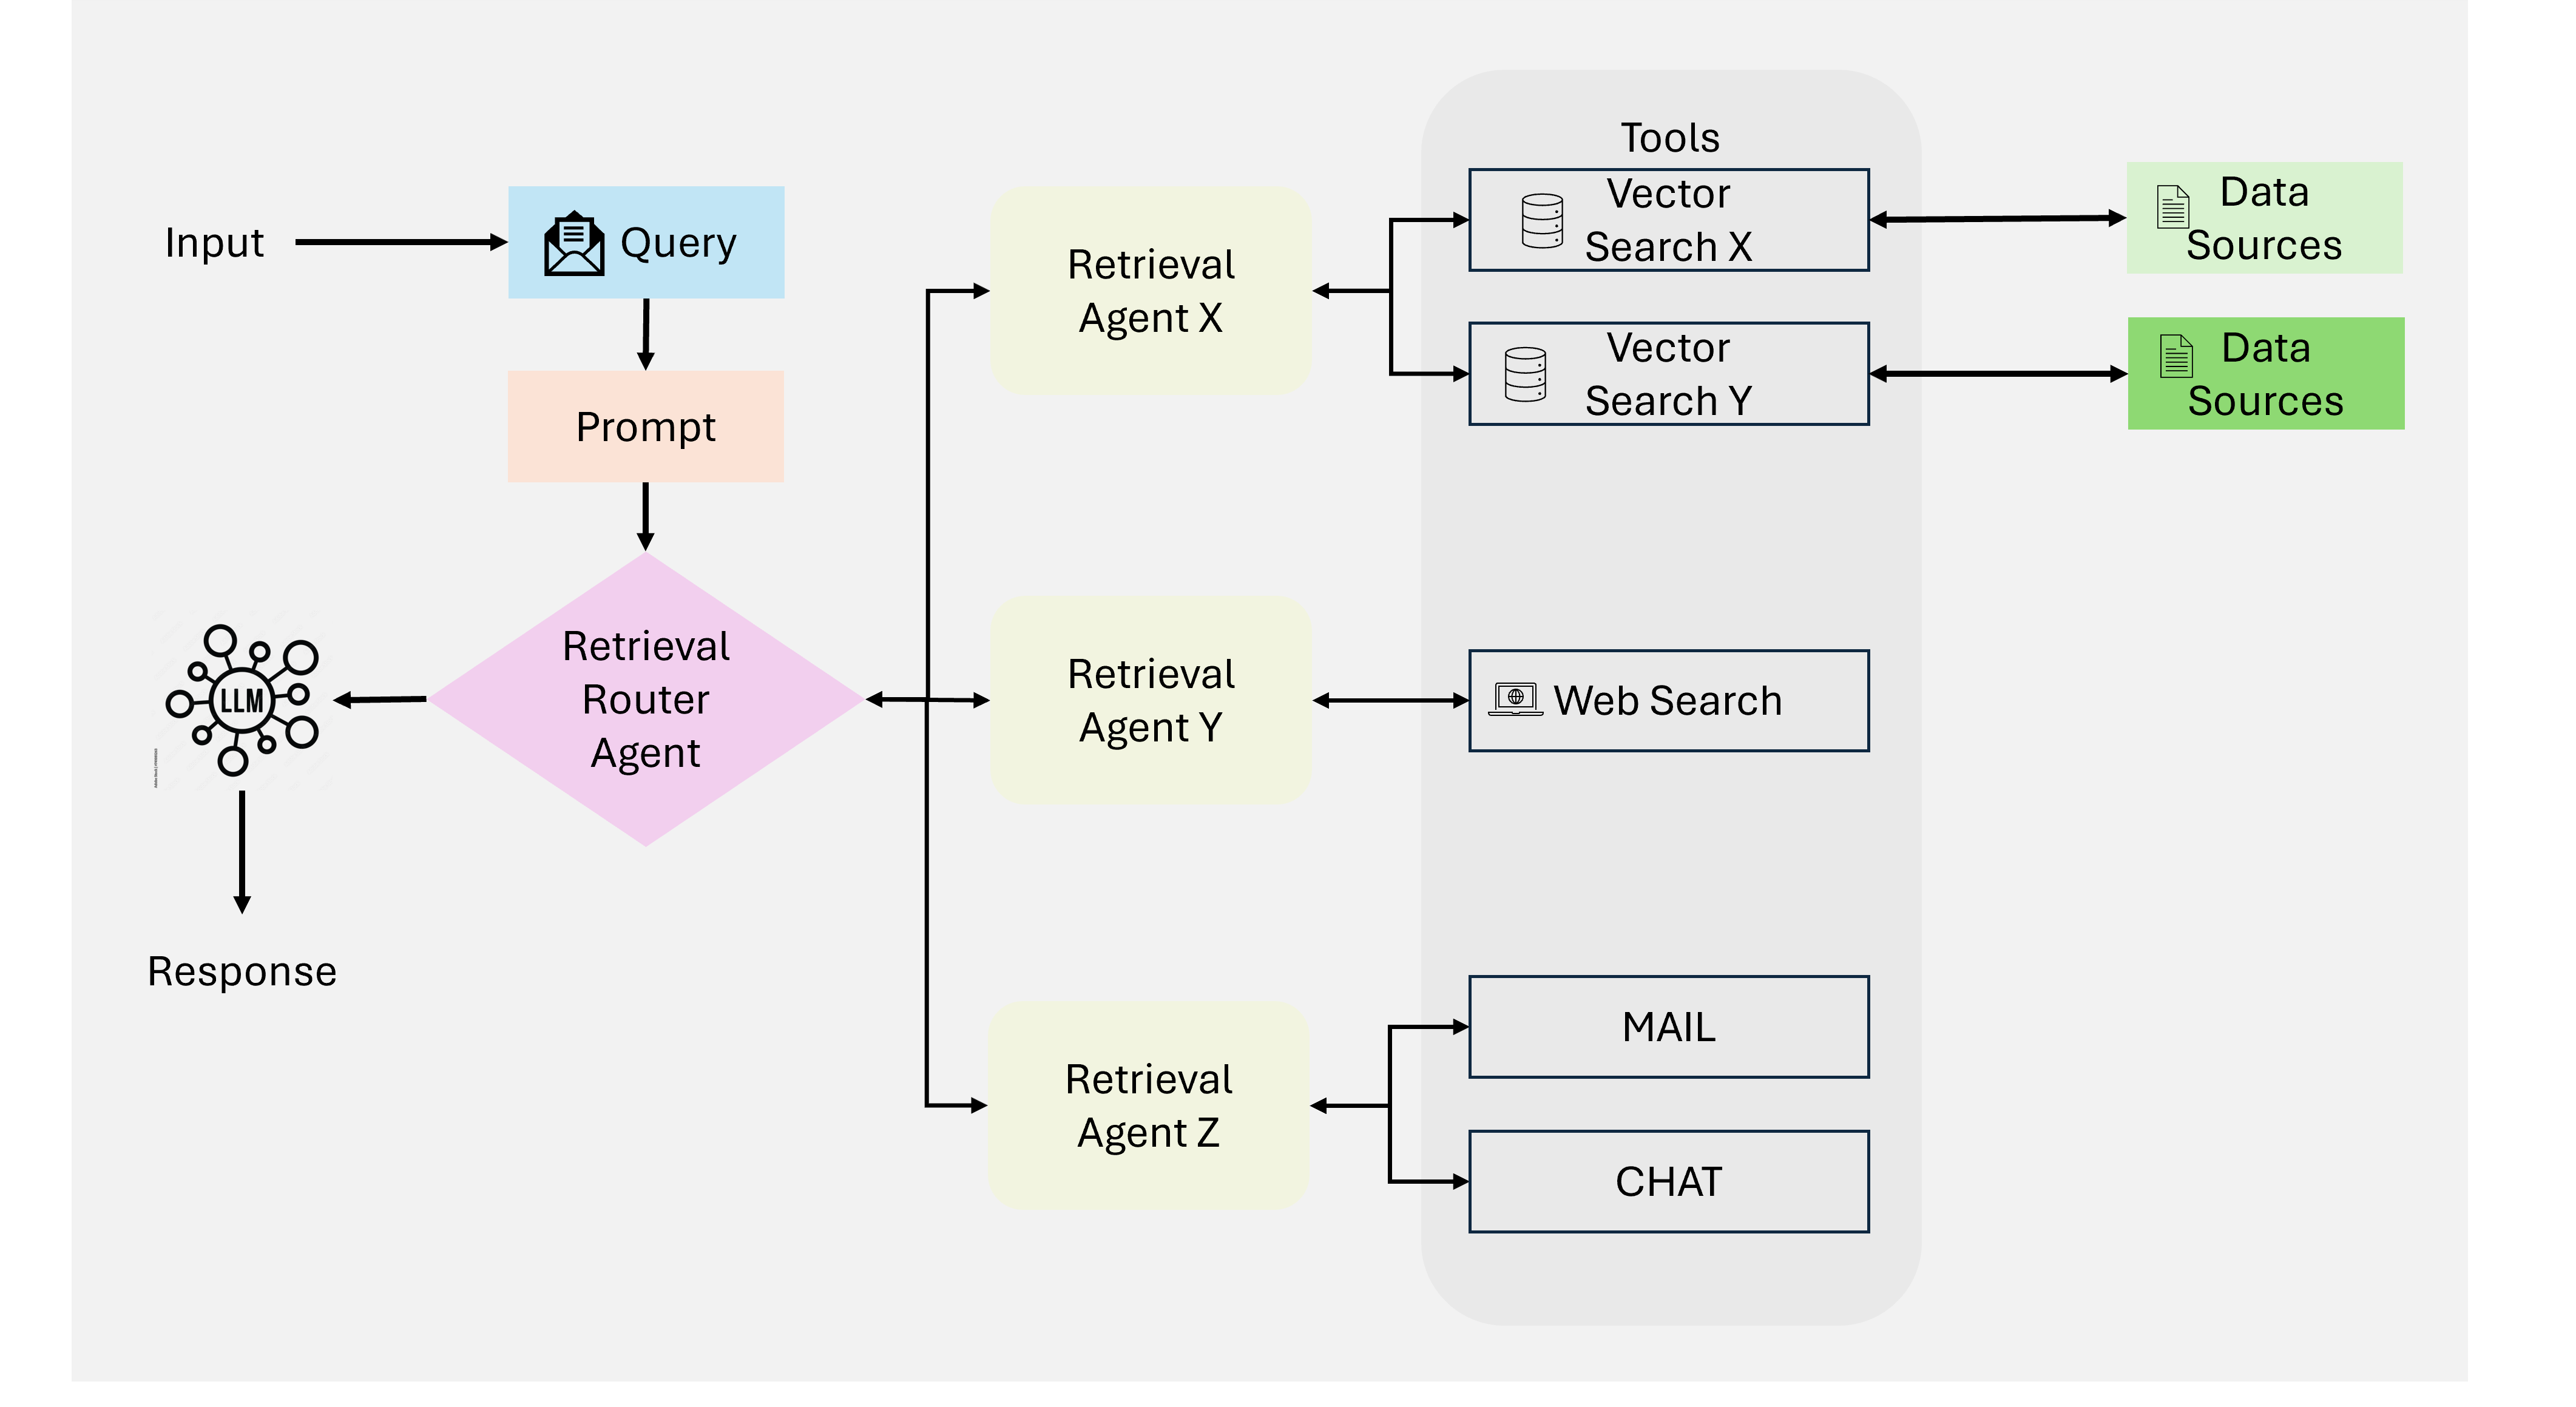 Tools
Input
Query
Prompt
Retrieval
Router
Agent
LLM
Response
Retrieval
Agent X
Retrieval
Agent Y
Retrieval
Agent Z
Vector
Search X
Vector
Search Y
Web Search
MAIL
CHAT
Data
Sources
Data
Sources